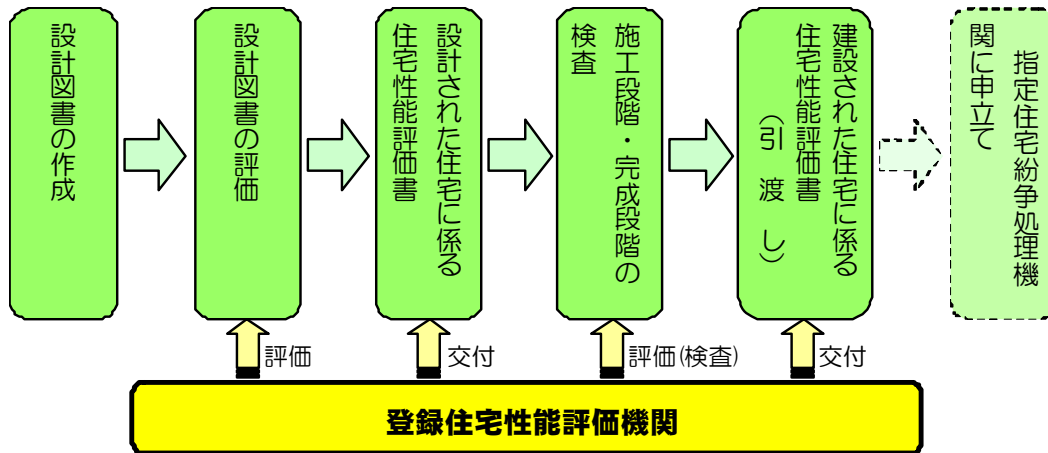 設計図書の作成
設計図書の評価
設計された住宅に係る
住宅性能評価書
施工段階・完成段階の
検査
建設された住宅に係る
住宅性能評価書
（引 渡 し）
指定住宅紛争処理機
関に申立て
評価
交付
評価(検査)
交付
登録住宅性能評価機関